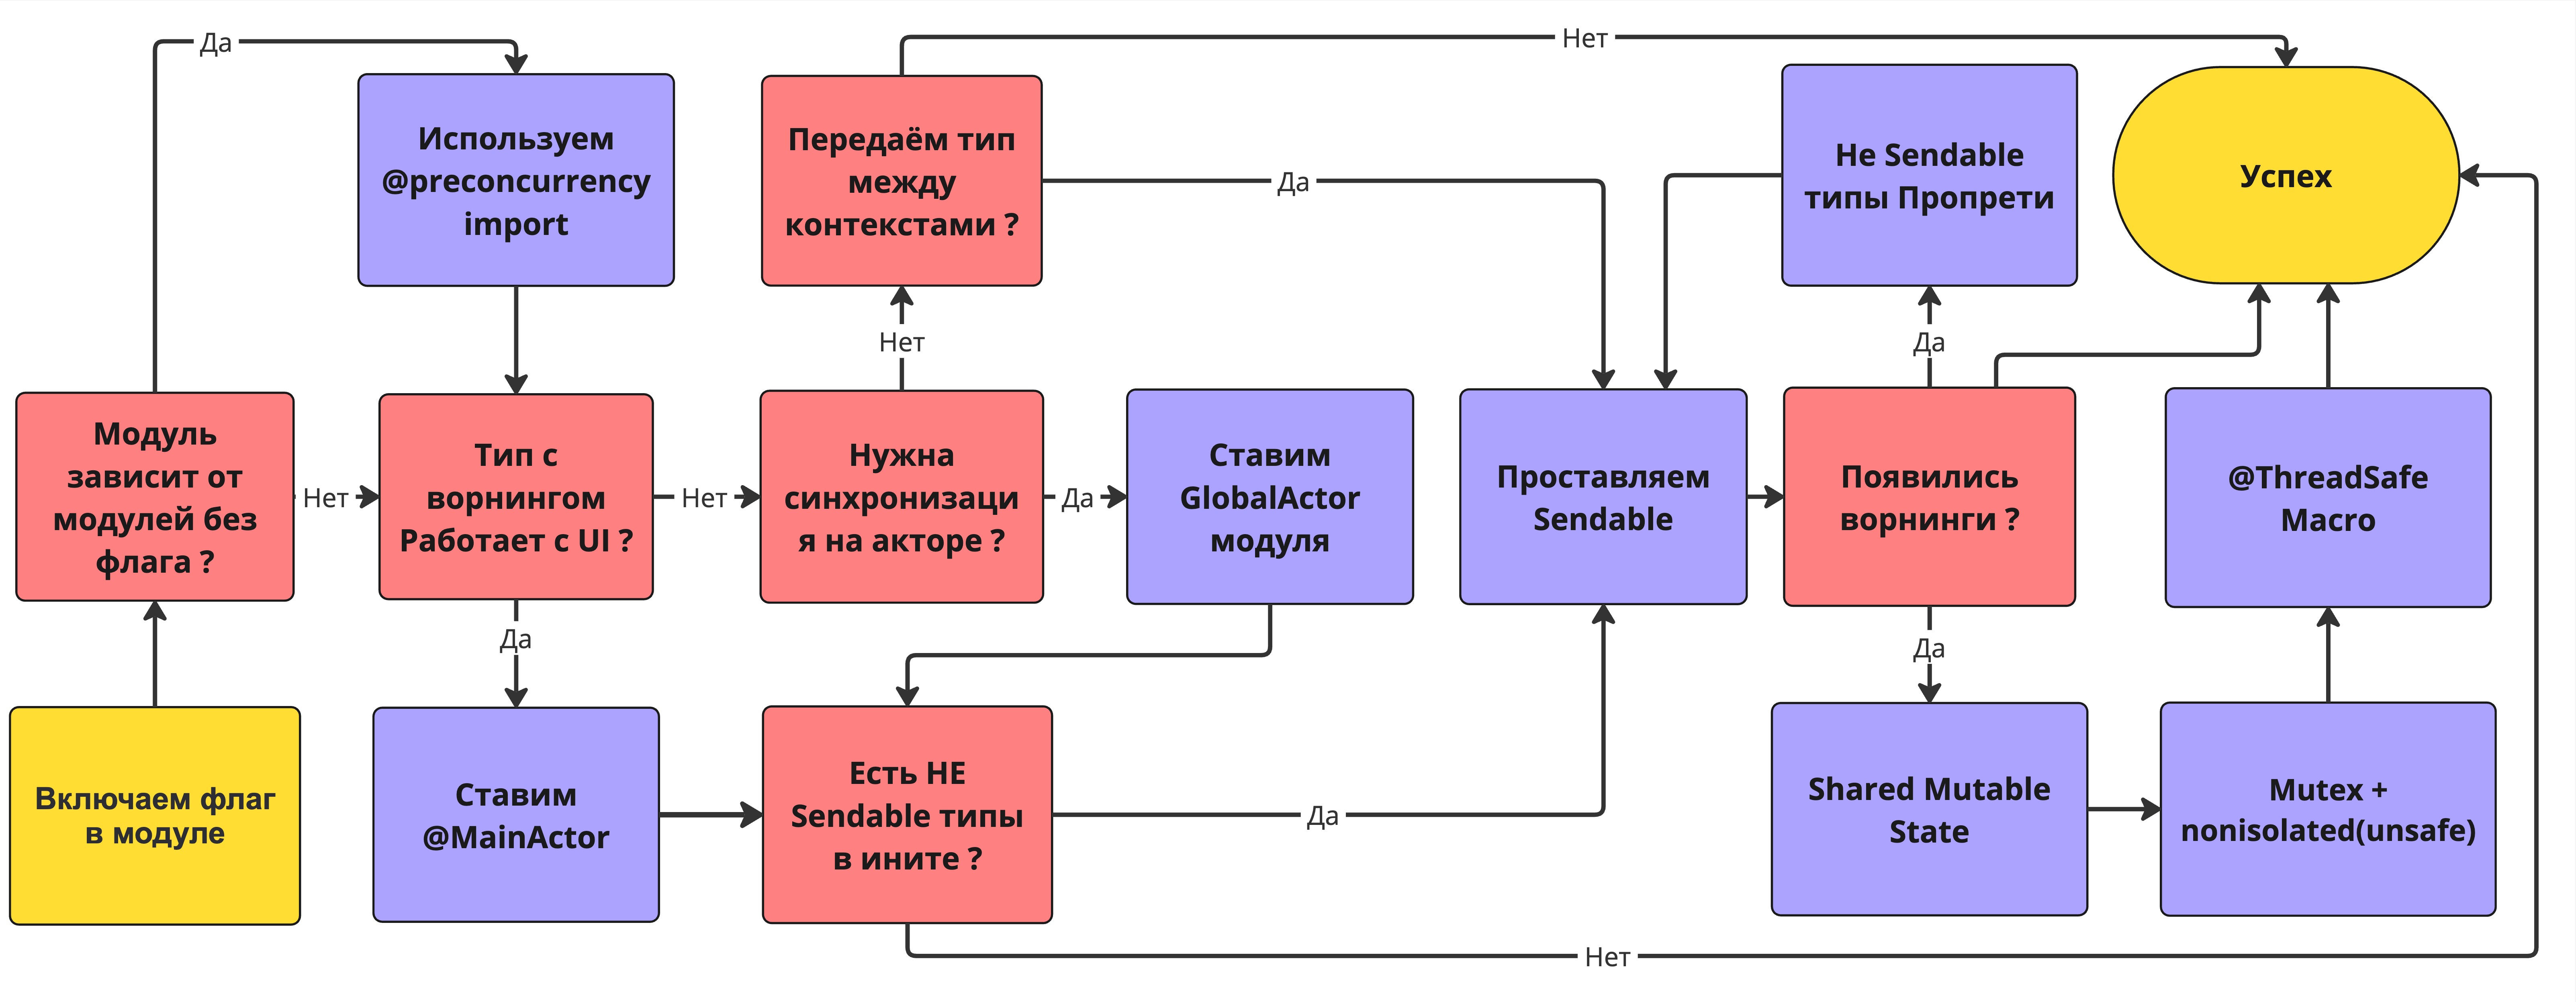 Да
Нет
Используем
@preconcurrency
import
Передаём тип
между
контекстами ?
Да
Не Sendable
типы Пропрети
Успех
Нет
Да
Модуль
зависит от
модулей без
флага ?
Нет
Тип с
ворнингом
Работает с UI ?
Нет
Нужна
синхронизаци
я на акторе ?
Да
Ставим
GlobalActor
модуля
Проставляем
Sendable
Появились
ворнинги ?
@ThreadSafe
Macro
Да
Да
Включаем флаг
в модуле
Ставим
@MainActor
Есть НЕ
Sendable типы
в ините ?
Да
Shared Mutable
State
Mutex +
nonisolated(unsafe)
Нет